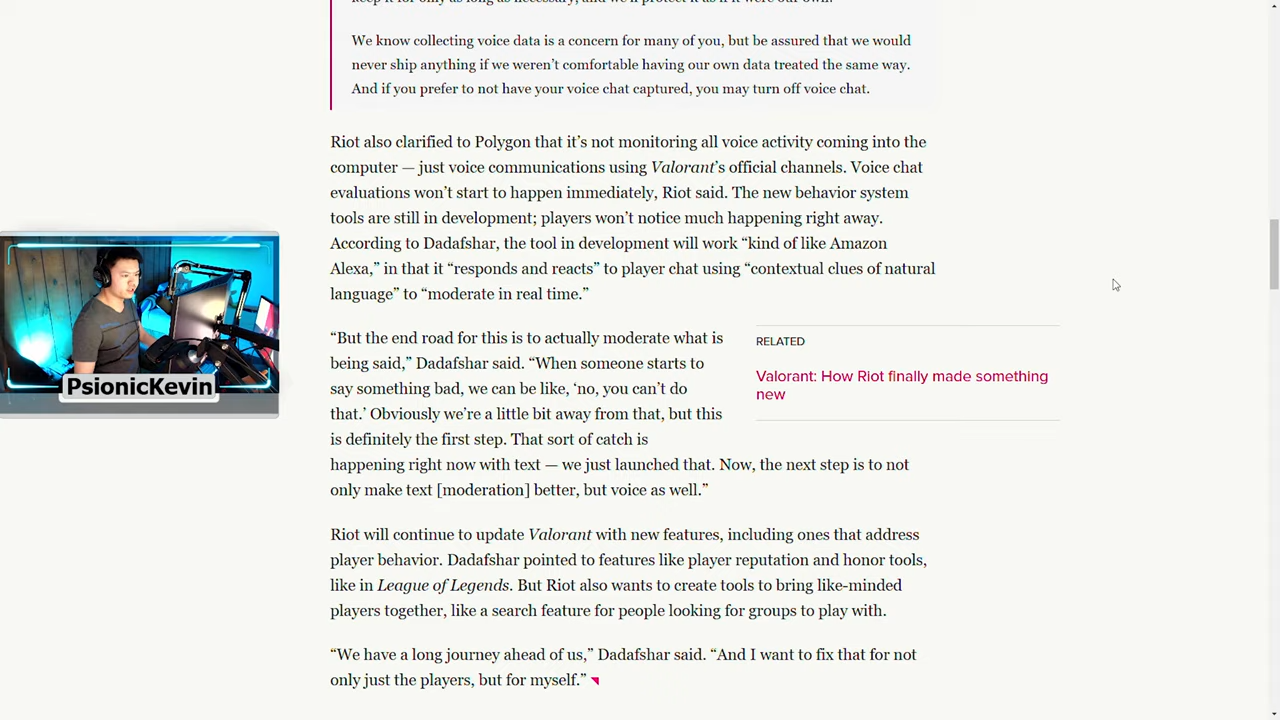 We know collecting voice data is a concern for many of you, but be assured that we would
never ship anything if we weren't comfortable having our own data treated the same way.
And if you prefer to not have your voice chat captured, you may turn off voice chat.
Riot also clarified to Polygon that it's not monitoring all voice activity coming into the
computer — just voice communications using Valorant's official channels. Voice chat
evaluations won't start to happen immediately, Riot said. The new behavior system
tools are still in development; players won't notice much happening right away.
According to Dadafshar, the tool in development will work “kind of like Amazon
Alexa,” in that it “responds and reacts” to player chat using “contextual clues of natural
language” to “moderate in real time.”
“But the end road for this is to actually moderate what is
being said,” Dadafshar said. “When someone starts to
say something bad, we can be like, ‘no, you can't do
that.’ Obviously we're a little bit away from that, but this
is definitely the first step. That sort of catch is
happening right now with text — we just launched that. Now, the next step is to not
only make text [moderation] better, but voice as well.”
RELATED
Valorant: How Riot finally made something
new
Riot will continue to update Valorant with new features, including ones that address
player behavior. Dadafshar pointed to features like player reputation and honor tools,
like in League of Legends. But Riot also wants to create tools to bring like-minded
players together, like a search feature for people looking for groups to play with.
“We have a long journey ahead of us,” Dadafshar said. “And I want to fix that for not
only just the players, but for myself.”
PsionicKevin